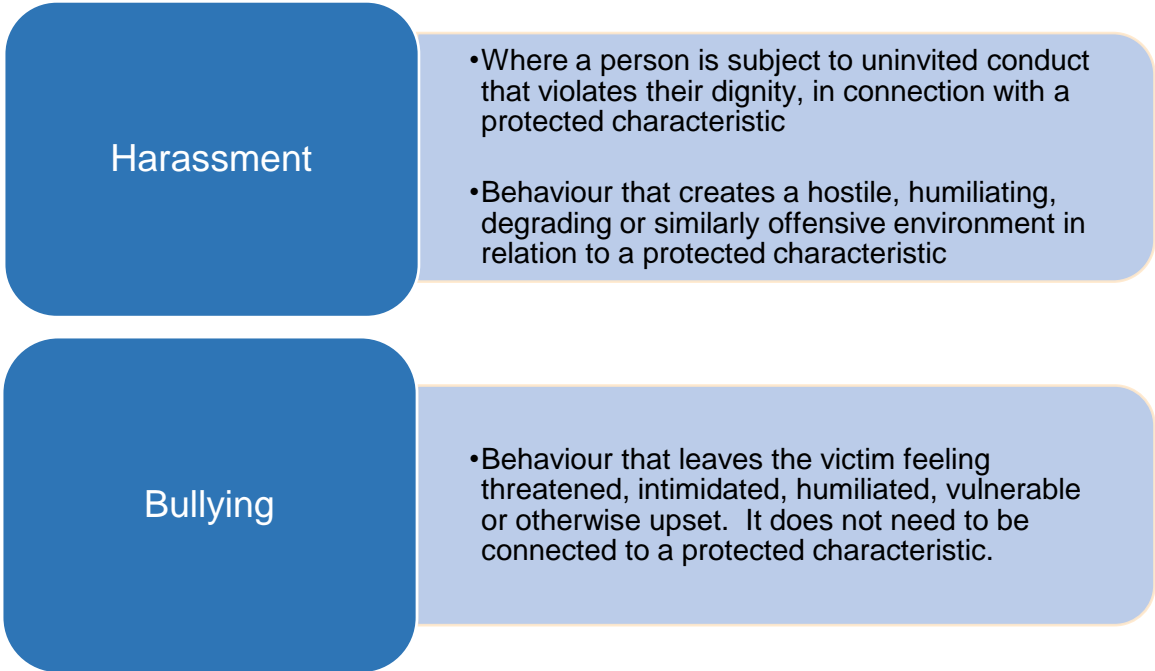 Harassment
•Where a person is subject to uninvited conduct
that violates their dignity, in connection with a
protected characteristic
•Behaviour that creates a hostile, humiliating,
degrading or similarly offensive environment in
relation to a protected characteristic
Bullying
•Behaviour that leaves the victim feeling
threatened, intimidated, humiliated, vulnerable
or otherwise upset.  It does not need to be
connected to a protected characteristic.